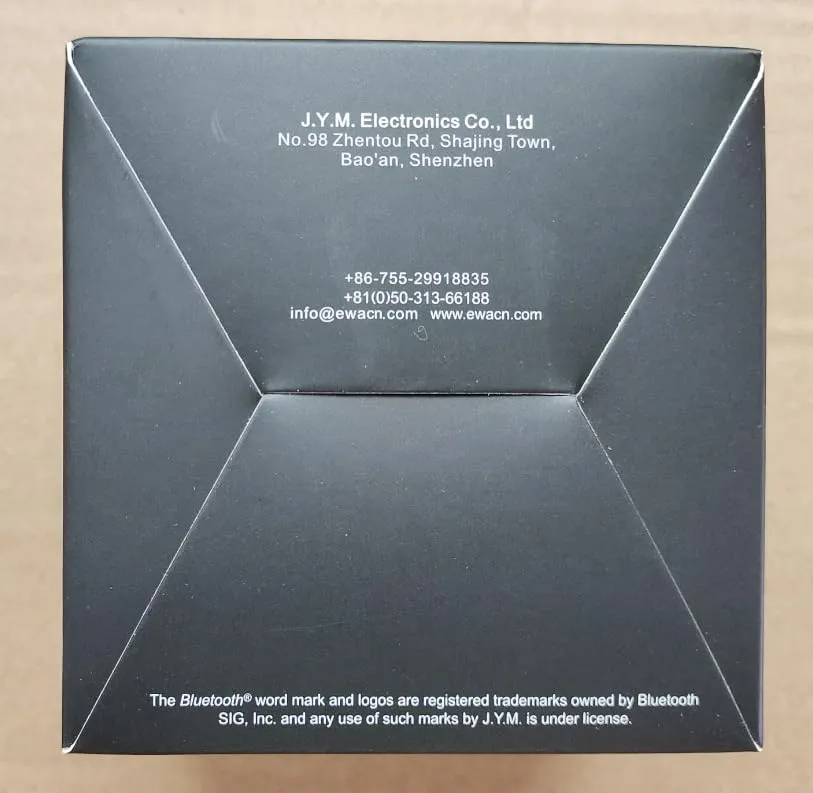 J.Y.M. Electronics Co., Ltd
No.98 Zhentou Rd, Shajing Town,
Bao'an, Shenzhen
+86-755-29918835
+81(0)50-313-66188
info@ewacn.com www.ewacn.com
The Bluetooth® word mark and logos are registered trademarks owned by Bluetooth
SIG, Inc. and any use of such marks by J.Y.M. is under license.